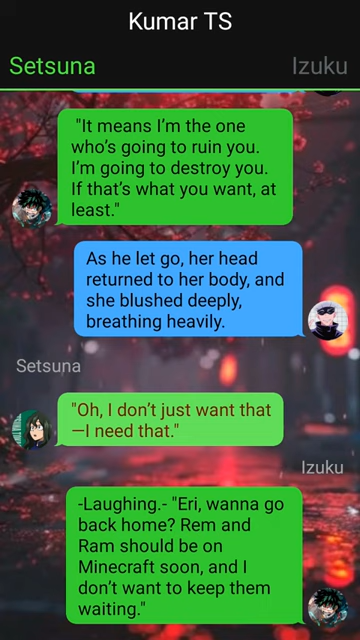 Kumar TS
Setsuna
Izuku
"It means I'm the one
who's going to ruin you.
I'm going to destroy you.
If that's what you want, at
least."
As he let go, her head
returned to her body, and
she blushed deeply,
breathing heavily.
Setsuna
"Oh, I don't just want that
—I need that."
Izuku
-Laughing.- "Eri, wanna go
back home? Rem and
Ram should be on
Minecraft soon, and I
don't want to keep them
waiting."